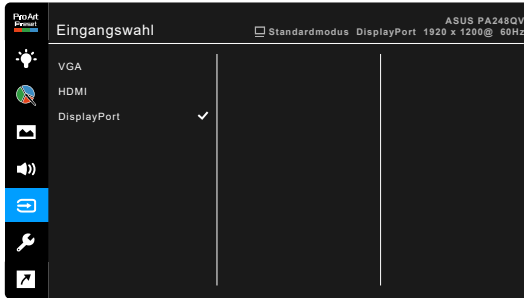 ProArt
Preset
Eingangswahl
ASUS PA248QV
Standardmodus DisplayPort 1920 x 1200@ 60Hz
VGA
HDMI
DisplayPort